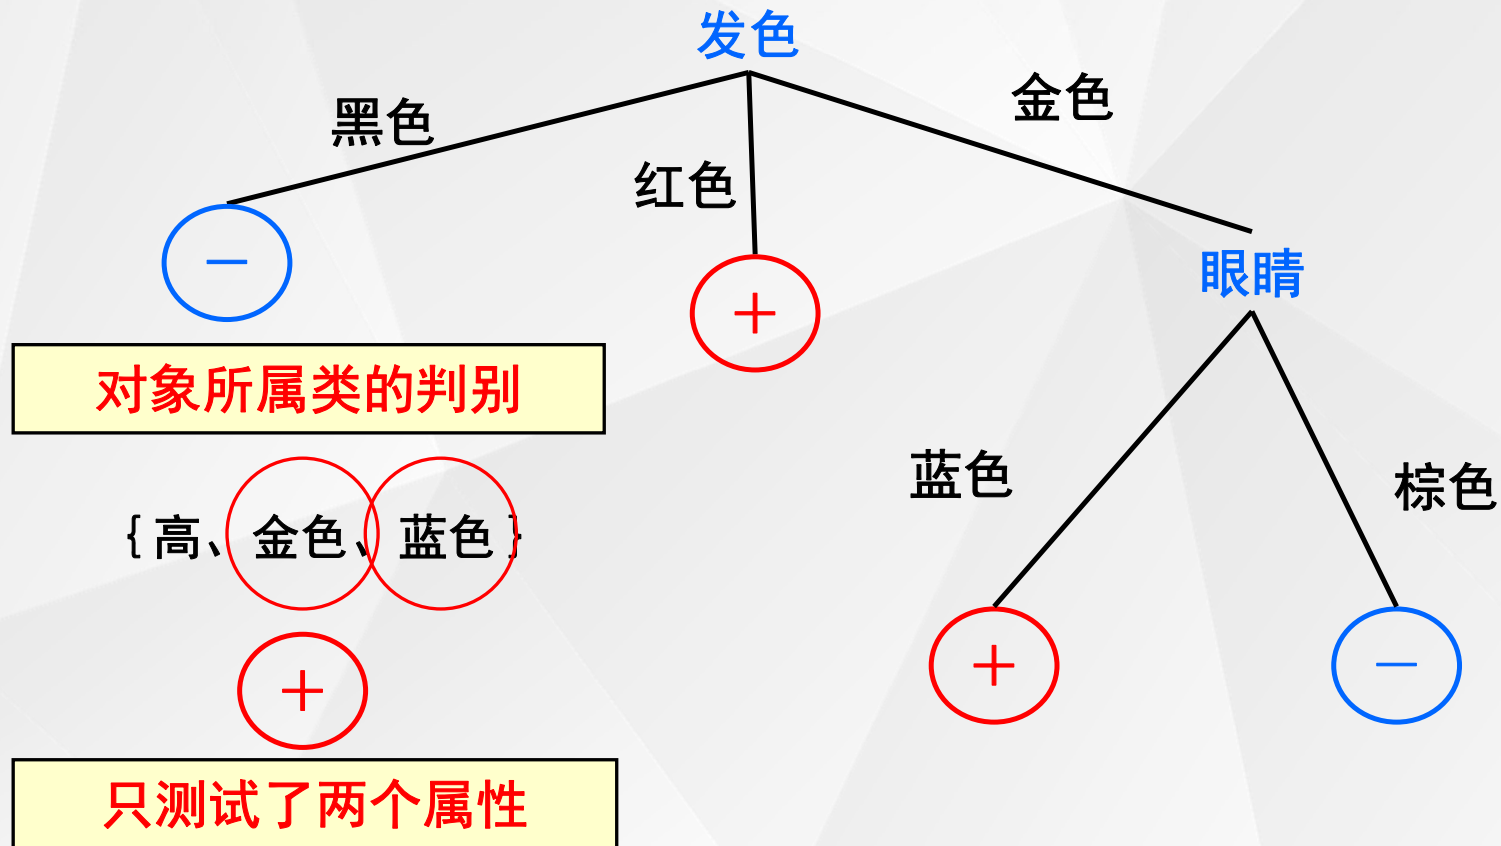 发色
黑色
红色
金色
－
＋
眼睛
对象所属类的判别
蓝色
棕色
{高、金色、蓝色}
＋
＋
－
只测试了两个属性